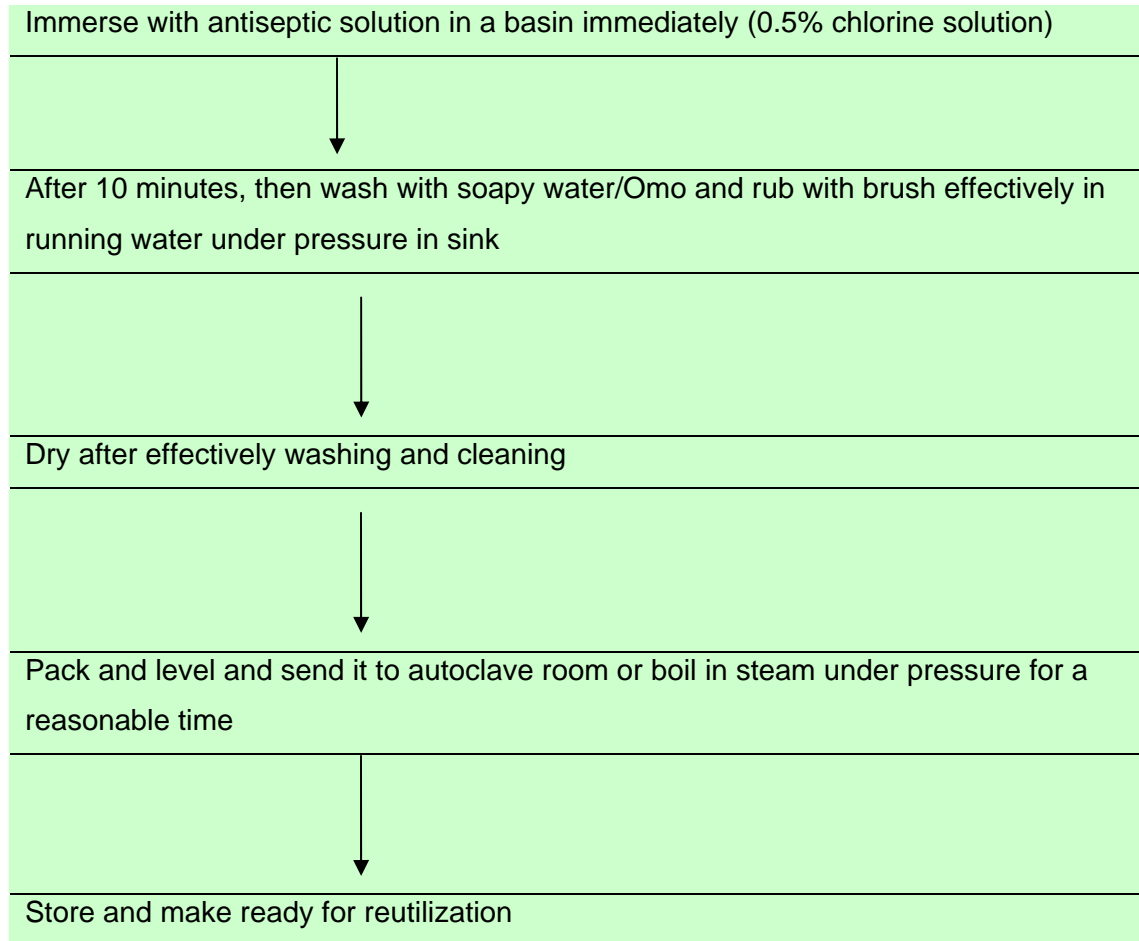 Immerse with antiseptic solution in a basin immediately (0.5% chlorine solution)
After 10 minutes, then wash with soapy water/Omo and rub with brush effectively in
running water under pressure in sink
Dry after effectively washing and cleaning
Pack and level and send it to autoclave room or boil in steam under pressure for a
reasonable time
Store and make ready for reutilization